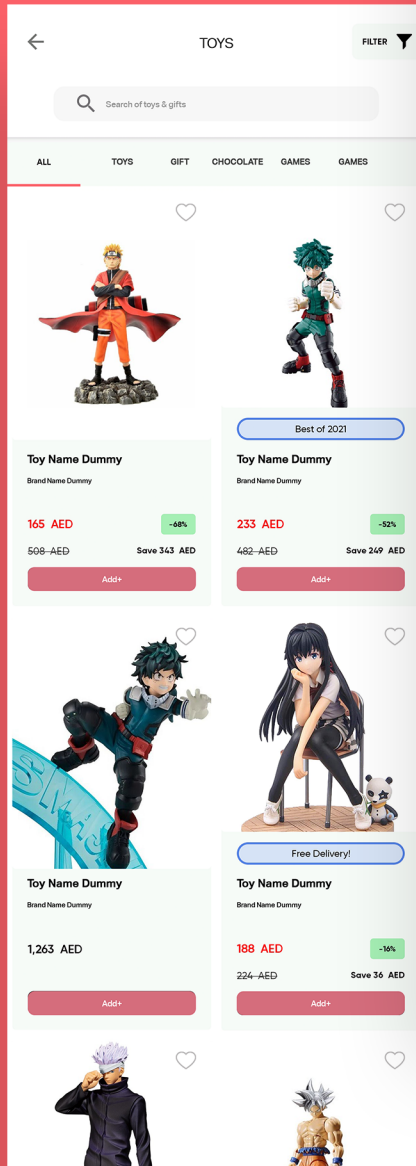 TOYS
FILTER
Search of toys & gifts
ALL TOYS GIFT CHOCOLATE GAMES GAMES
Toy Name Dummy
Brand Name Dummy
165 AED -68%
508 AED Save 343 AED
Add+
Best of 2021
Toy Name Dummy
Brand Name Dummy
233 AED -52%
482 AED Save 249 AED
Add+
SMAS
Toy Name Dummy
Brand Name Dummy
1,263 AED
Add+
Free Delivery!
Toy Name Dummy
Brand Name Dummy
188 AED -16%
224 AED Save 36 AED
Add+